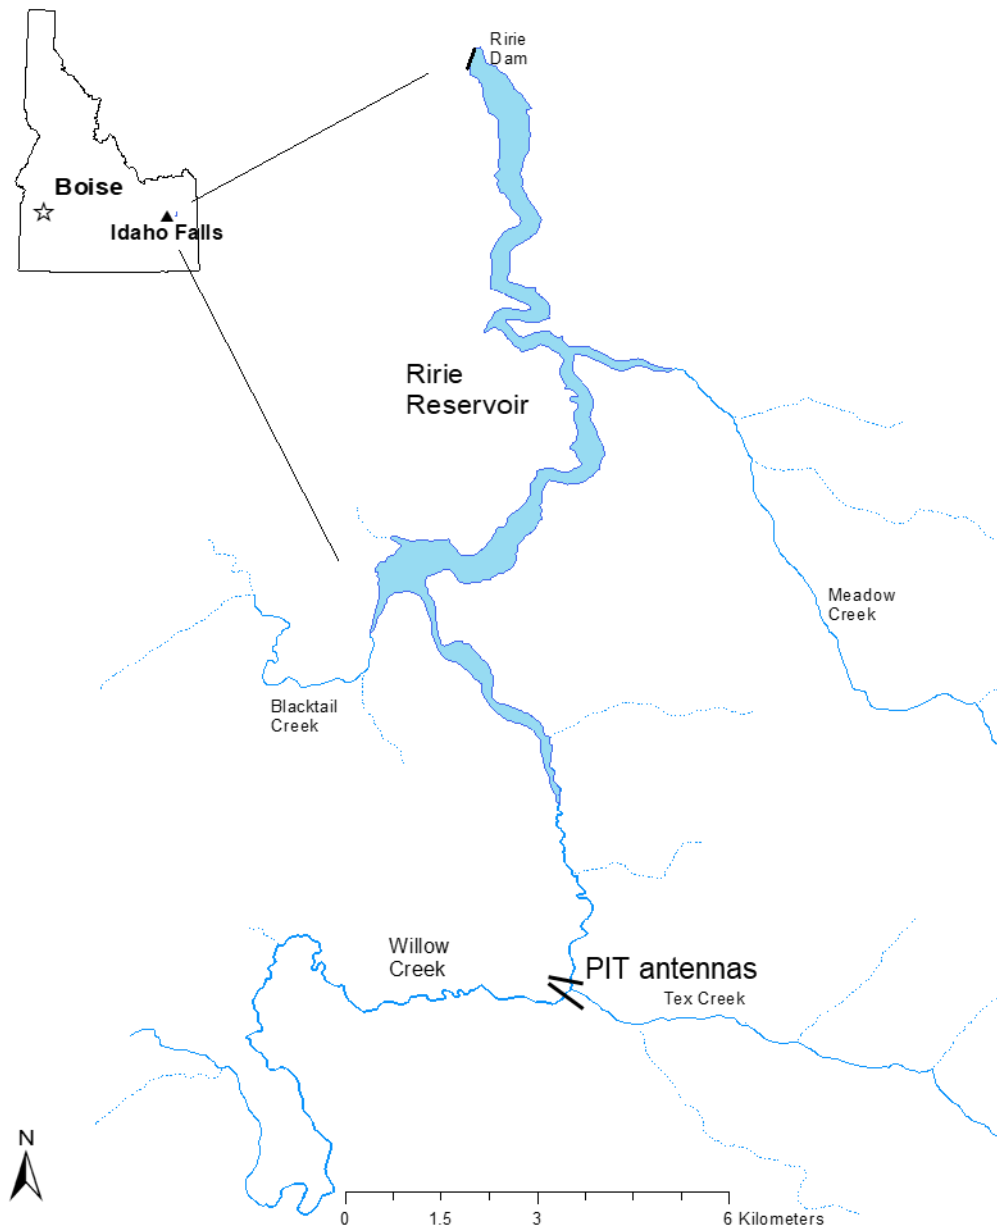 Ririe
Dam
Boise
Idaho Falls
Ririe
Reservoir
Meadow
Creek
Blacktail
Creek
Willow
Creek
PIT antennas
Tex Creek
N
0 1.5 3 6 Kilometers